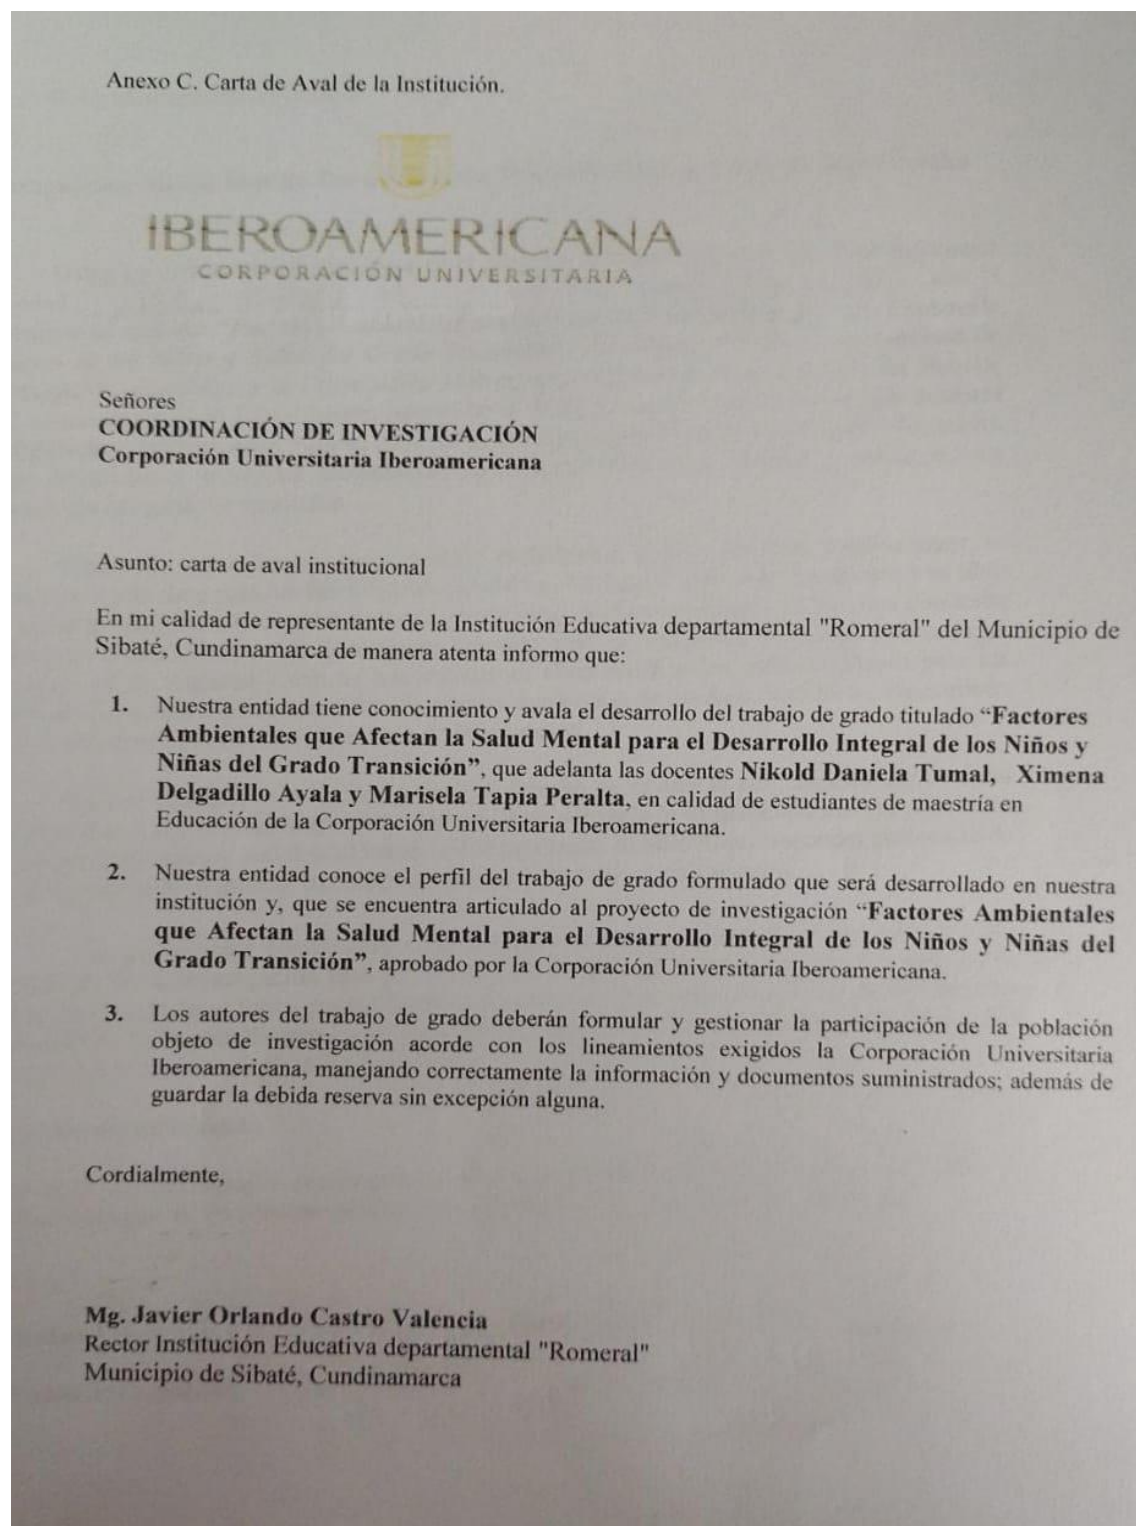 Anexo C. Carta de Aval de la Institución.
IBEROAMERICANA
CORPORACIÓN UNIVERSITARIA
Señores
COORDINACIÓN DE INVESTIGACIÓN
Corporación Universitaria Iberoamericana
Asunto: carta de aval institucional
En mi calidad de representante de la Institución Educativa departamental "Romeral" del Municipio de
Sibaté, Cundinamarca de manera atenta informo que:
1. Nuestra entidad tiene conocimiento y avala el desarrollo del trabajo de grado titulado “Factores
Ambientales que Afectan la Salud Mental para el Desarrollo Integral de los Niños y
Niñas del Grado Transición”, que adelanta las docentes Nikold Daniela Tumal, Ximena
Delgadillo Ayala y Marisela Tapia Peralta, en calidad de estudiantes de maestría en
Educación de la Corporación Universitaria Iberoamericana.
2. Nuestra entidad conoce el perfil del trabajo de grado formulado que será desarrollado en nuestra
institución y, que se encuentra articulado al proyecto de investigación “Factores Ambientales
que Afectan la Salud Mental para el Desarrollo Integral de los Niños y Niñas del
Grado Transición”, aprobado por la Corporación Universitaria Iberoamericana.
3. Los autores del trabajo de grado deberán formular y gestionar la participación de la población
objeto de investigación acorde con los lineamientos exigidos la Corporación Universitaria
Iberoamericana, manejando correctamente la información y documentos suministrados; además de
guardar la debida reserva sin excepción alguna.
Cordialmente,
Mg. Javier Orlando Castro Valencia
Rector Institución Educativa departamental "Romeral"
Municipio de Sibaté, Cundinamarca